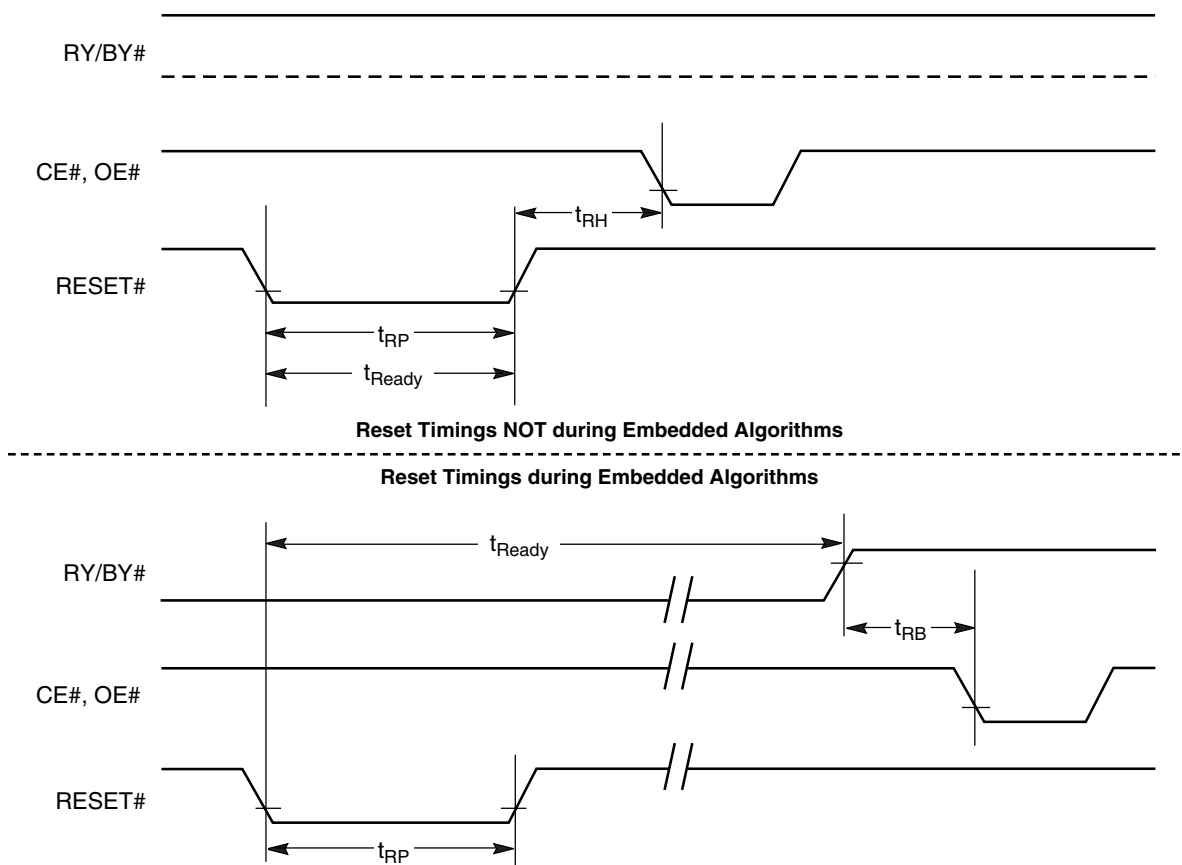 RY/BY#
CE#, OE#
tRH
RESET#
tRP
tReady
Reset Timings NOT during Embedded Algorithms
Reset Timings during Embedded Algorithms
tReady
RY/BY#
tRB
CE#, OE#
RESET#
tRP